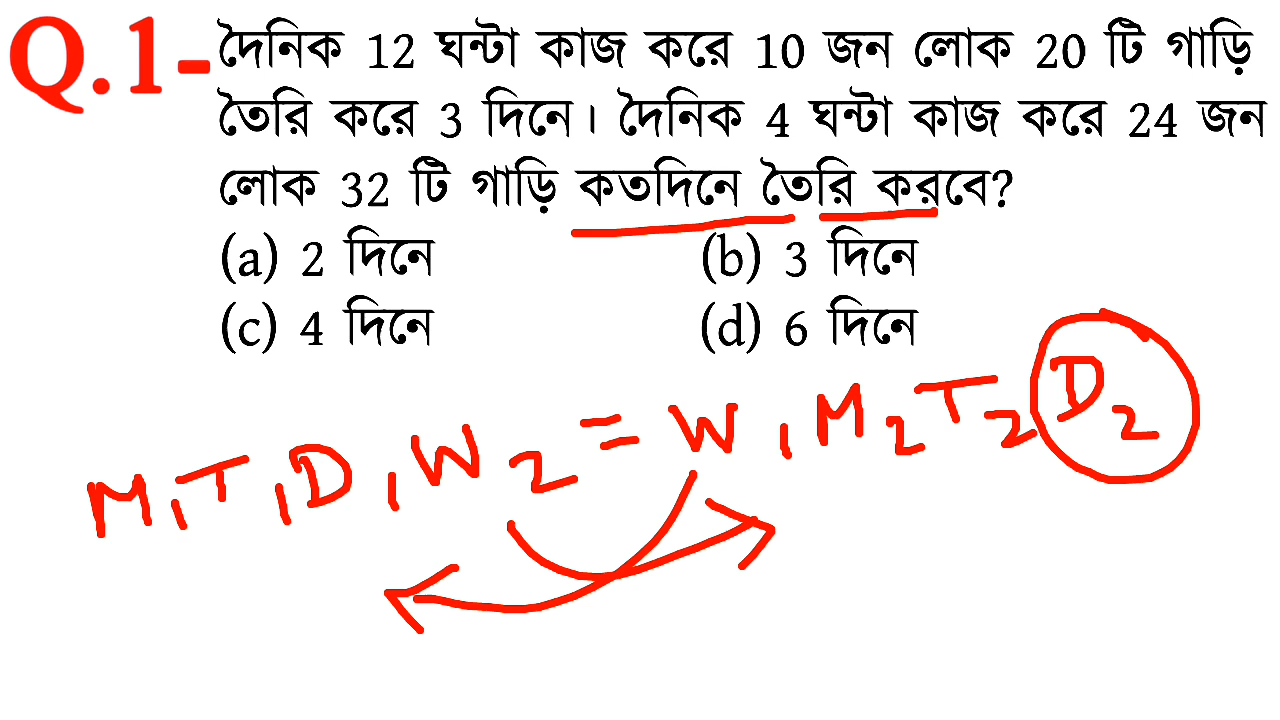 Q.1- দৈনিক 12 ঘন্টা কাজ করে 10 জন লোক 20 টি গাড়ি
তৈরি করে 3 দিনে। দৈনিক 4 ঘন্টা কাজ করে 24 জন
লোক 32 টি গাড়ি কতদিনে তৈরি করবে?
(a) 2 দিনে (b) 3 দিনে
(c) 4 দিনে (d) 6 দিনে
M₁T₁D₁W₂ = W₁M₂T₂D₂